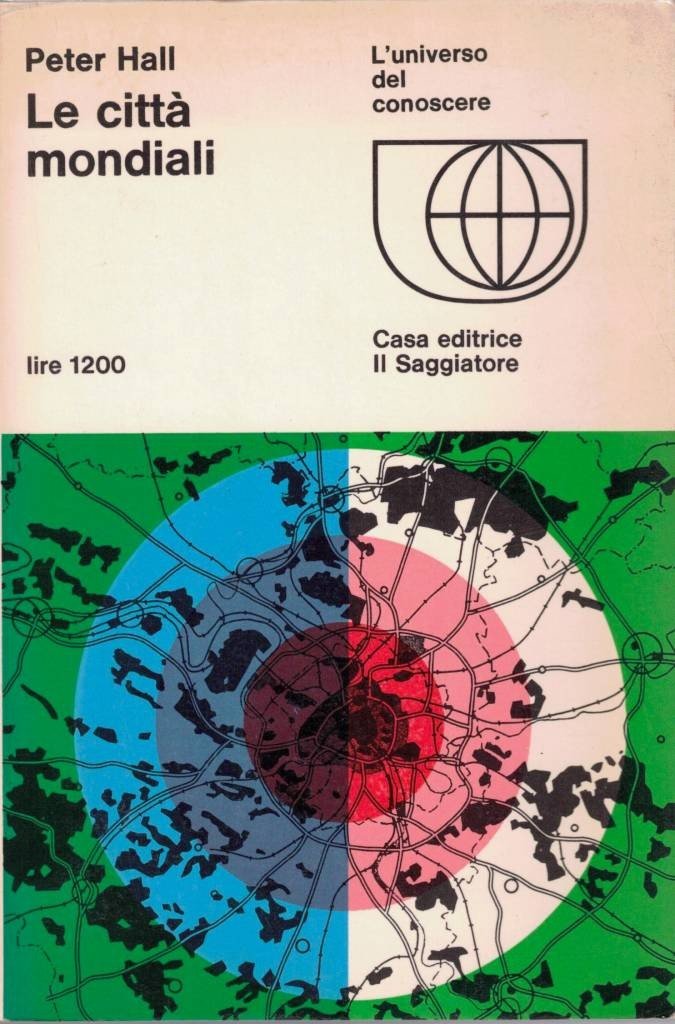 Peter Hall
Le città
mondiali
L'universo
del
conoscere
lire 1200
Casa editrice
Il Saggiatore